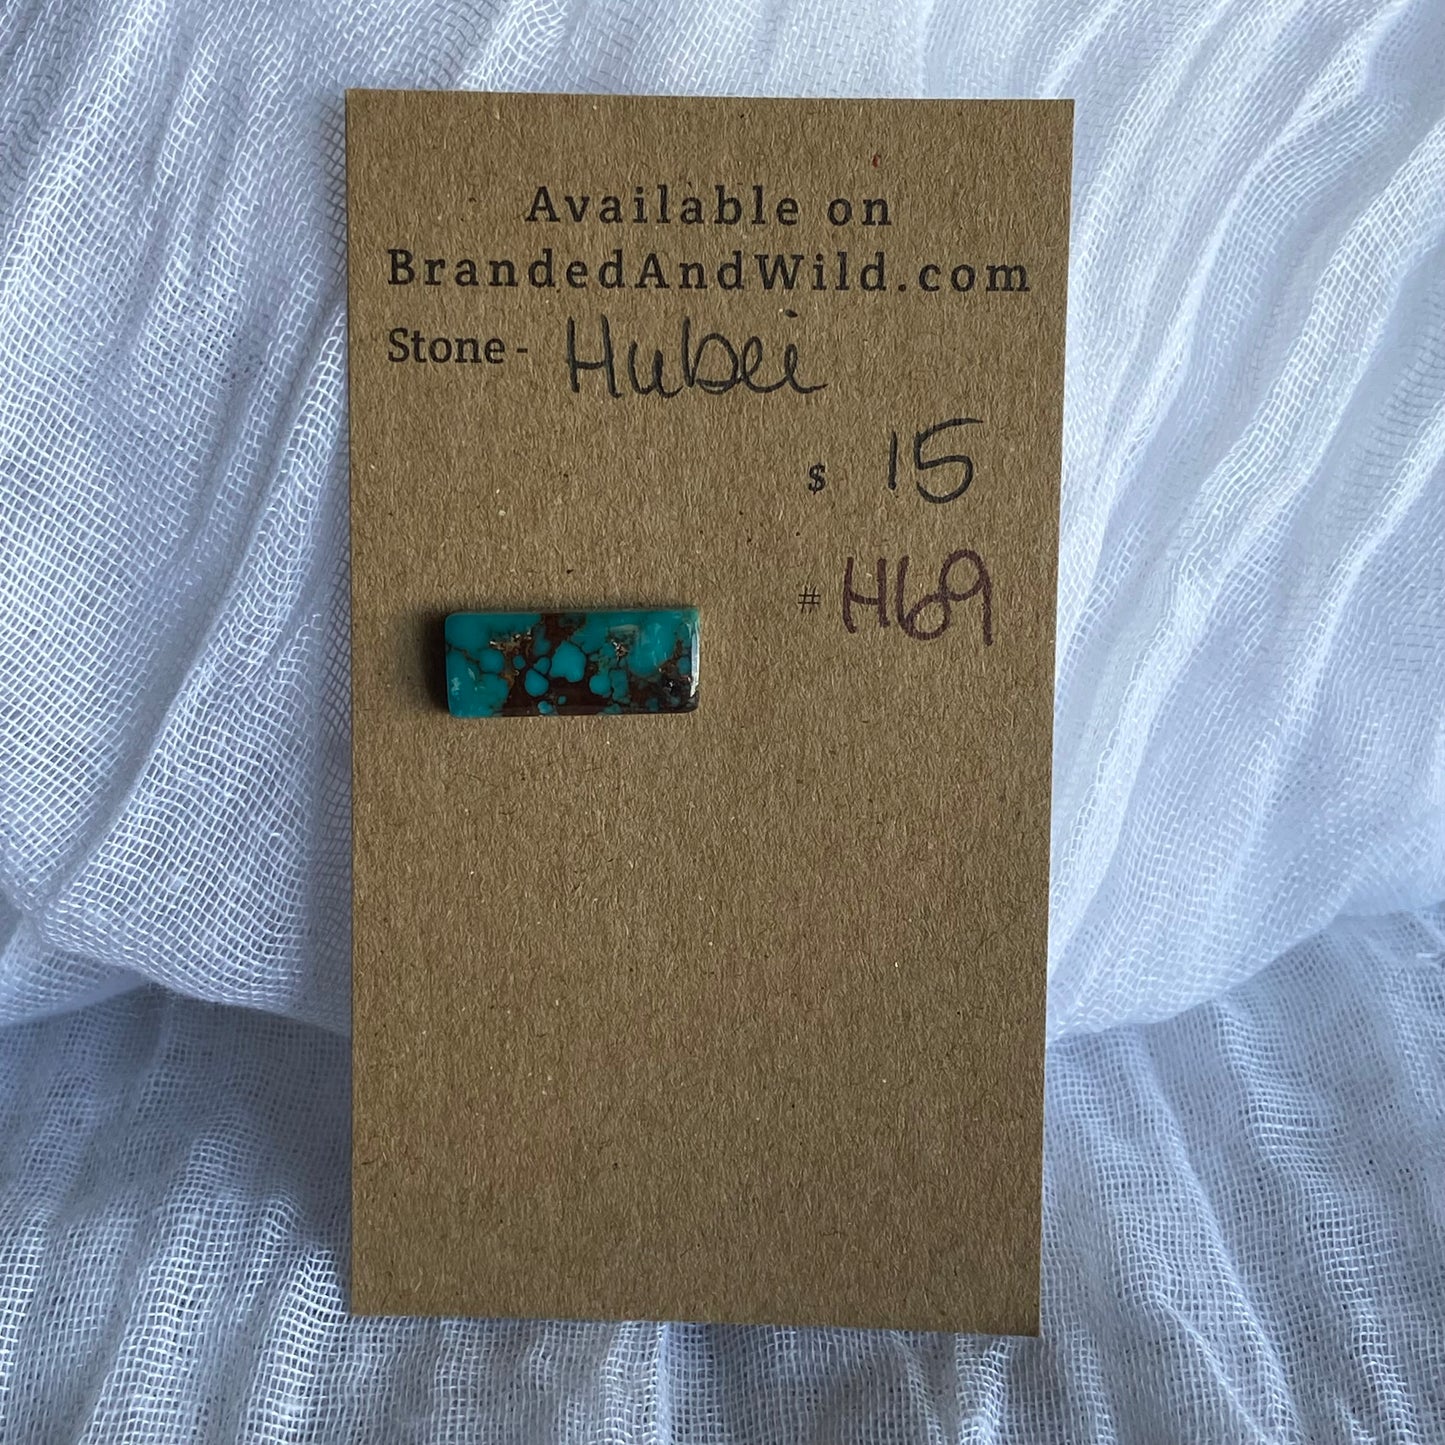 Available on
BrandedAndWild.com
Stone - Hubei
$ 15
# H69